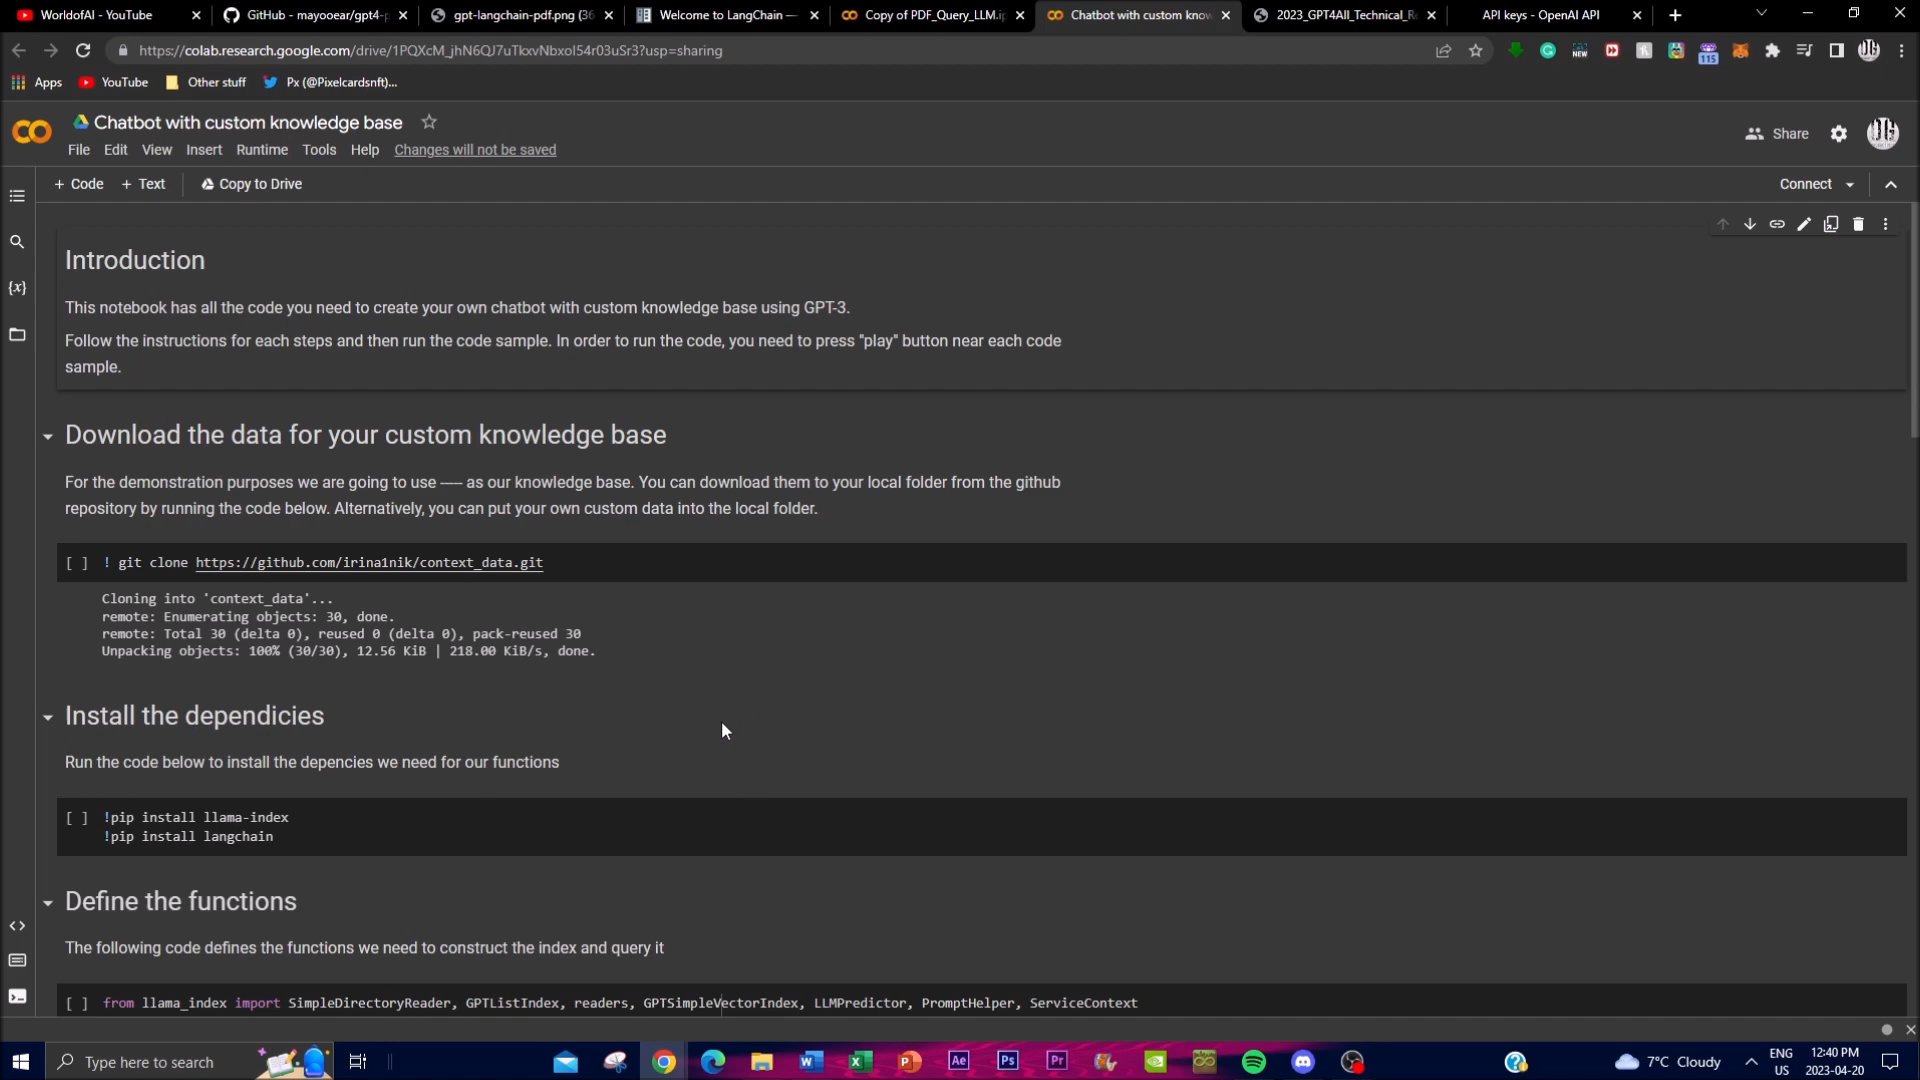 WorldofAI - YouTube
GitHub - mayooear/gpt4-p
gpt-langchain-pdf.png (36
Welcome to LangChain —
Copy of PDF_Query_LLM.i
Chatbot with custom know
2023_GPT4All_Technical_R
API keys - OpenAI API
https://colab.research.google.com/drive/1PQXcM_jhN6QJ7uTkxvNbxol54r03uSr3?usp=sharing
NEW
115
Apps
YouTube
Other stuff
Px (@Pixelcardsnft)...
Chatbot with custom knowledge base
Share
File Edit View Insert Runtime Tools Help Changes will not be saved
+ Code + Text Copy to Drive
Connect
Introduction
This notebook has all the code you need to create your own chatbot with custom knowledge base using GPT-3.
Follow the instructions for each steps and then run the code sample. In order to run the code, you need to press "play" button near each code
sample.
Download the data for your custom knowledge base
For the demonstration purposes we are going to use ----- as our knowledge base. You can download them to your local folder from the github
repository by running the code below. Alternatively, you can put your own custom data into the local folder.
[ ] ! git clone https://github.com/irina1nik/context_data.git
Cloning into 'context_data'...
remote: Enumerating objects: 30, done.
remote: Total 30 (delta 0), reused 0 (delta 0), pack-reused 30
Unpacking objects: 100% (30/30), 12.56 KiB | 218.00 KiB/s, done.
Install the dependicies
Run the code below to install the depencies we need for our functions
[ ] !pip install llama-index
!pip install langchain
Define the functions
The following code defines the functions we need to construct the index and query it
[ ] from llama_index import SimpleDirectoryReader, GPTListIndex, readers, GPTSimpleVectorIndex, LLMPredictor, PromptHelper, ServiceContext
Type here to search
Ae
Ps
Pr
7°C Cloudy
ENG
US
12:40 PM
2023-04-20